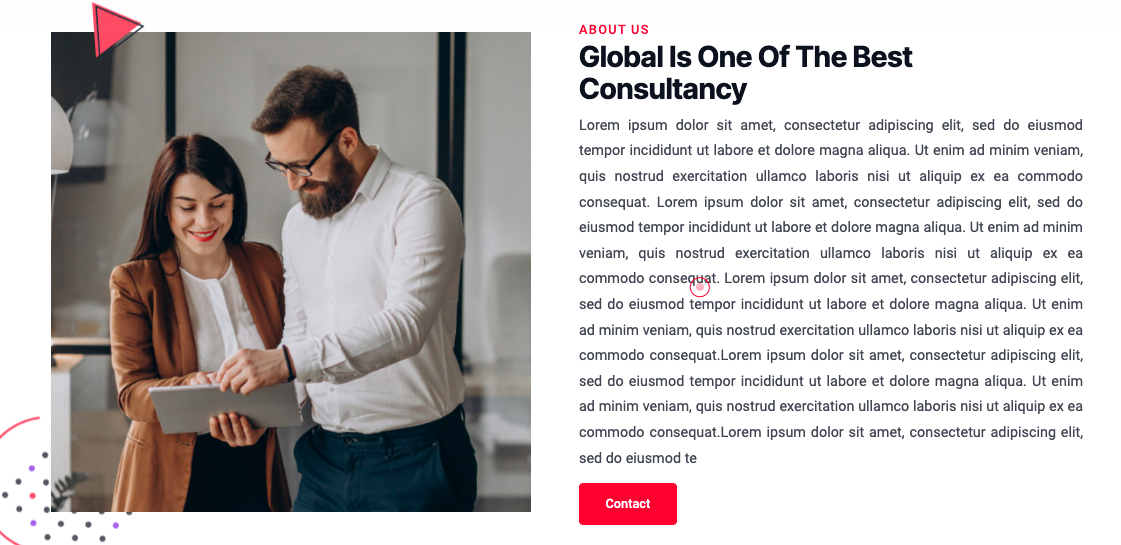 ABOUT US
Global Is One Of The Best
Consultancy
Lorem ipsum dolor sit amet, consectetur adipiscing elit, sed do eiusmod
tempor incididunt ut labore et dolore magna aliqua. Ut enim ad minim veniam,
quis nostrud exercitation ullamco laboris nisi ut aliquip ex ea commodo
consequat. Lorem ipsum dolor sit amet, consectetur adipiscing elit, sed do
eiusmod tempor incididunt ut labore et dolore magna aliqua. Ut enim ad minim
veniam, quis nostrud exercitation ullamco laboris nisi ut aliquip ex ea
commodo consequat. Lorem ipsum dolor sit amet, consectetur adipiscing elit,
sed do eiusmod tempor incididunt ut labore et dolore magna aliqua. Ut enim
ad minim veniam, quis nostrud exercitation ullamco laboris nisi ut aliquip ex ea
commodo consequat.Lorem ipsum dolor sit amet, consectetur adipiscing elit,
sed do eiusmod tempor incididunt ut labore et dolore magna aliqua. Ut enim
ad minim veniam, quis nostrud exercitation ullamco laboris nisi ut aliquip ex ea
commodo consequat.Lorem ipsum dolor sit amet, consectetur adipiscing elit,
sed do eiusmod te
Contact